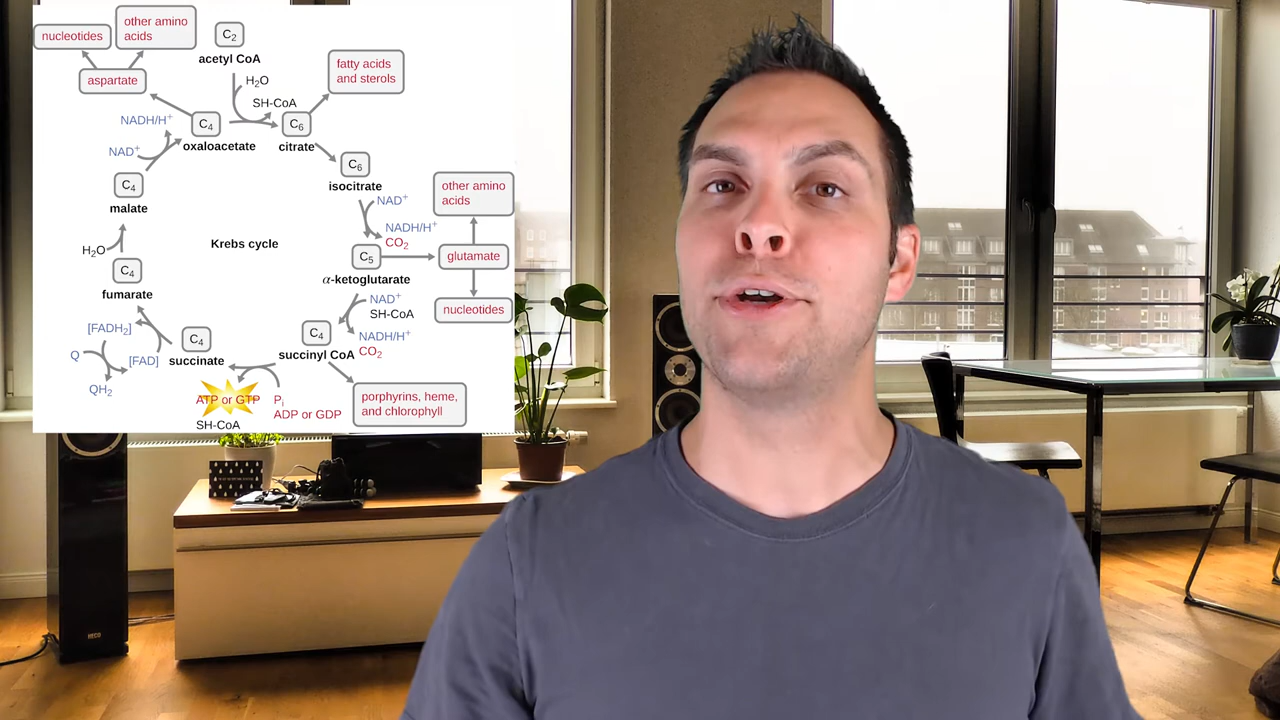 nucleotides
other amino
acids
C₂
acetyl CoA
aspartate
H₂O
fatty acids
and sterols
SH-CoA
NADH/H⁺
C₄
oxaloacetate
C₆
citrate
NAD⁺
C₆
isocitrate
C₄
malate
NAD⁺
other amino
acids
NADH/H⁺
CO₂
H₂O
Krebs cycle
C₅
α-ketoglutarate
glutamate
C₄
fumarate
NAD⁺
SH-CoA
nucleotides
[FADH₂]
C₄
succinate
C₄
succinyl CoA
NADH/H⁺
CO₂
Q
[FAD]
QH₂
ATP or GTP
Pᵢ
ADP or GDP
SH-CoA
porphyrins, heme,
and chlorophyll